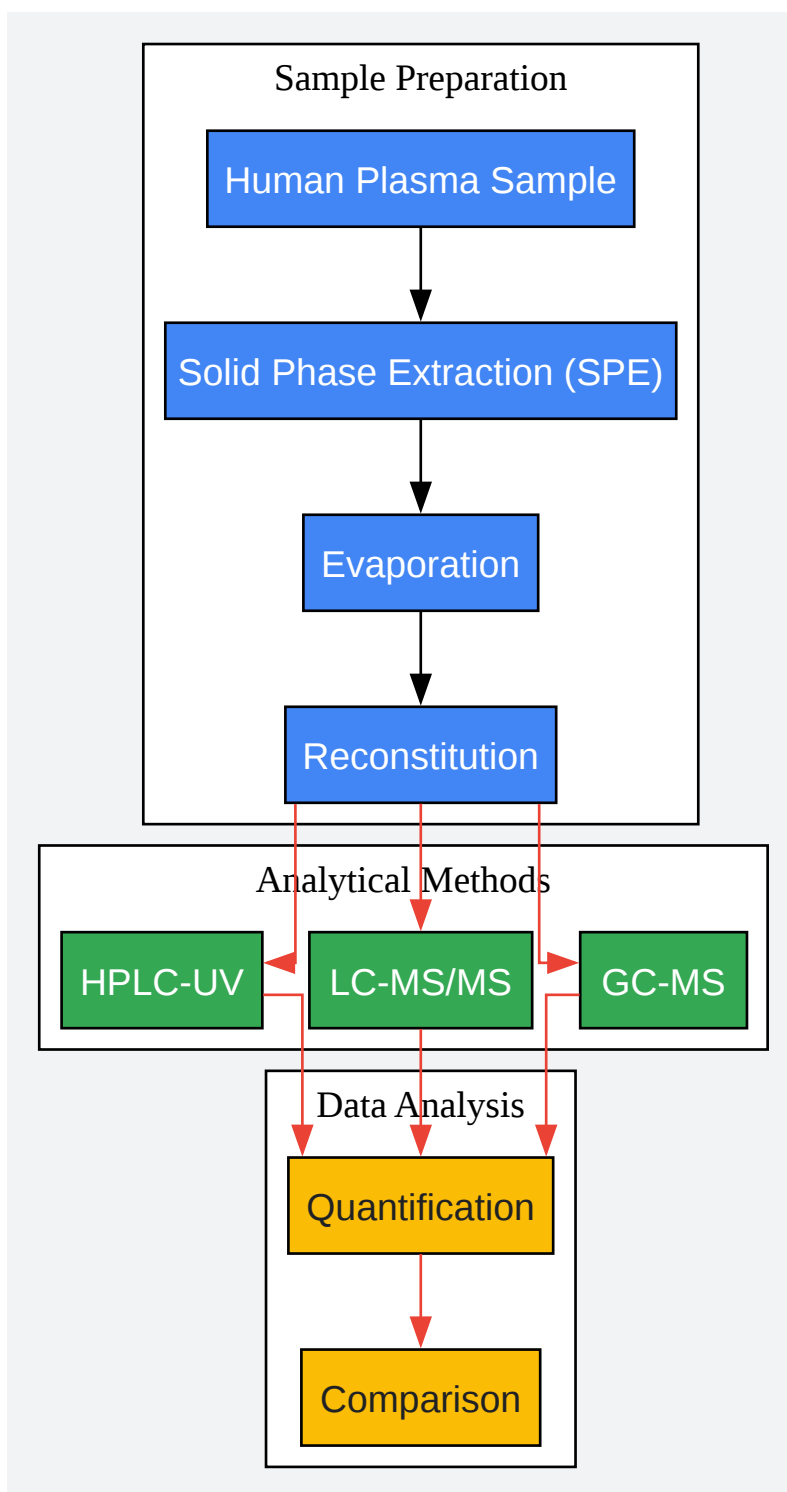 Sample Preparation
Human Plasma Sample
Solid Phase Extraction (SPE)
Evaporation
Reconstitution
Analytical Methods
HPLC-UV
LC-MS/MS
GC-MS
Data Analysis
Quantification
Comparison